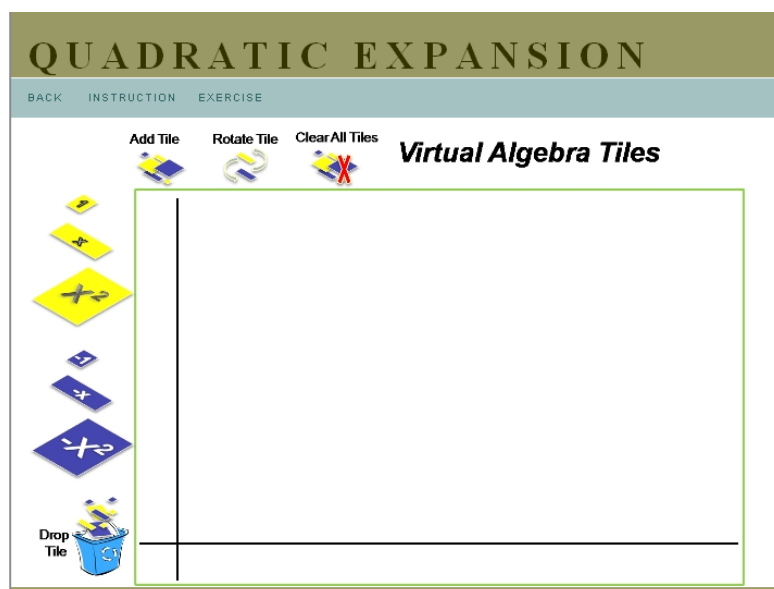 QUADRATIC EXPANSION
BACK INSTRUCTION EXERCISE
Add Tile Rotate Tile Clear All Tiles Virtual Algebra Tiles
1
x
X²
-1
-x
-X²
Drop
Tile